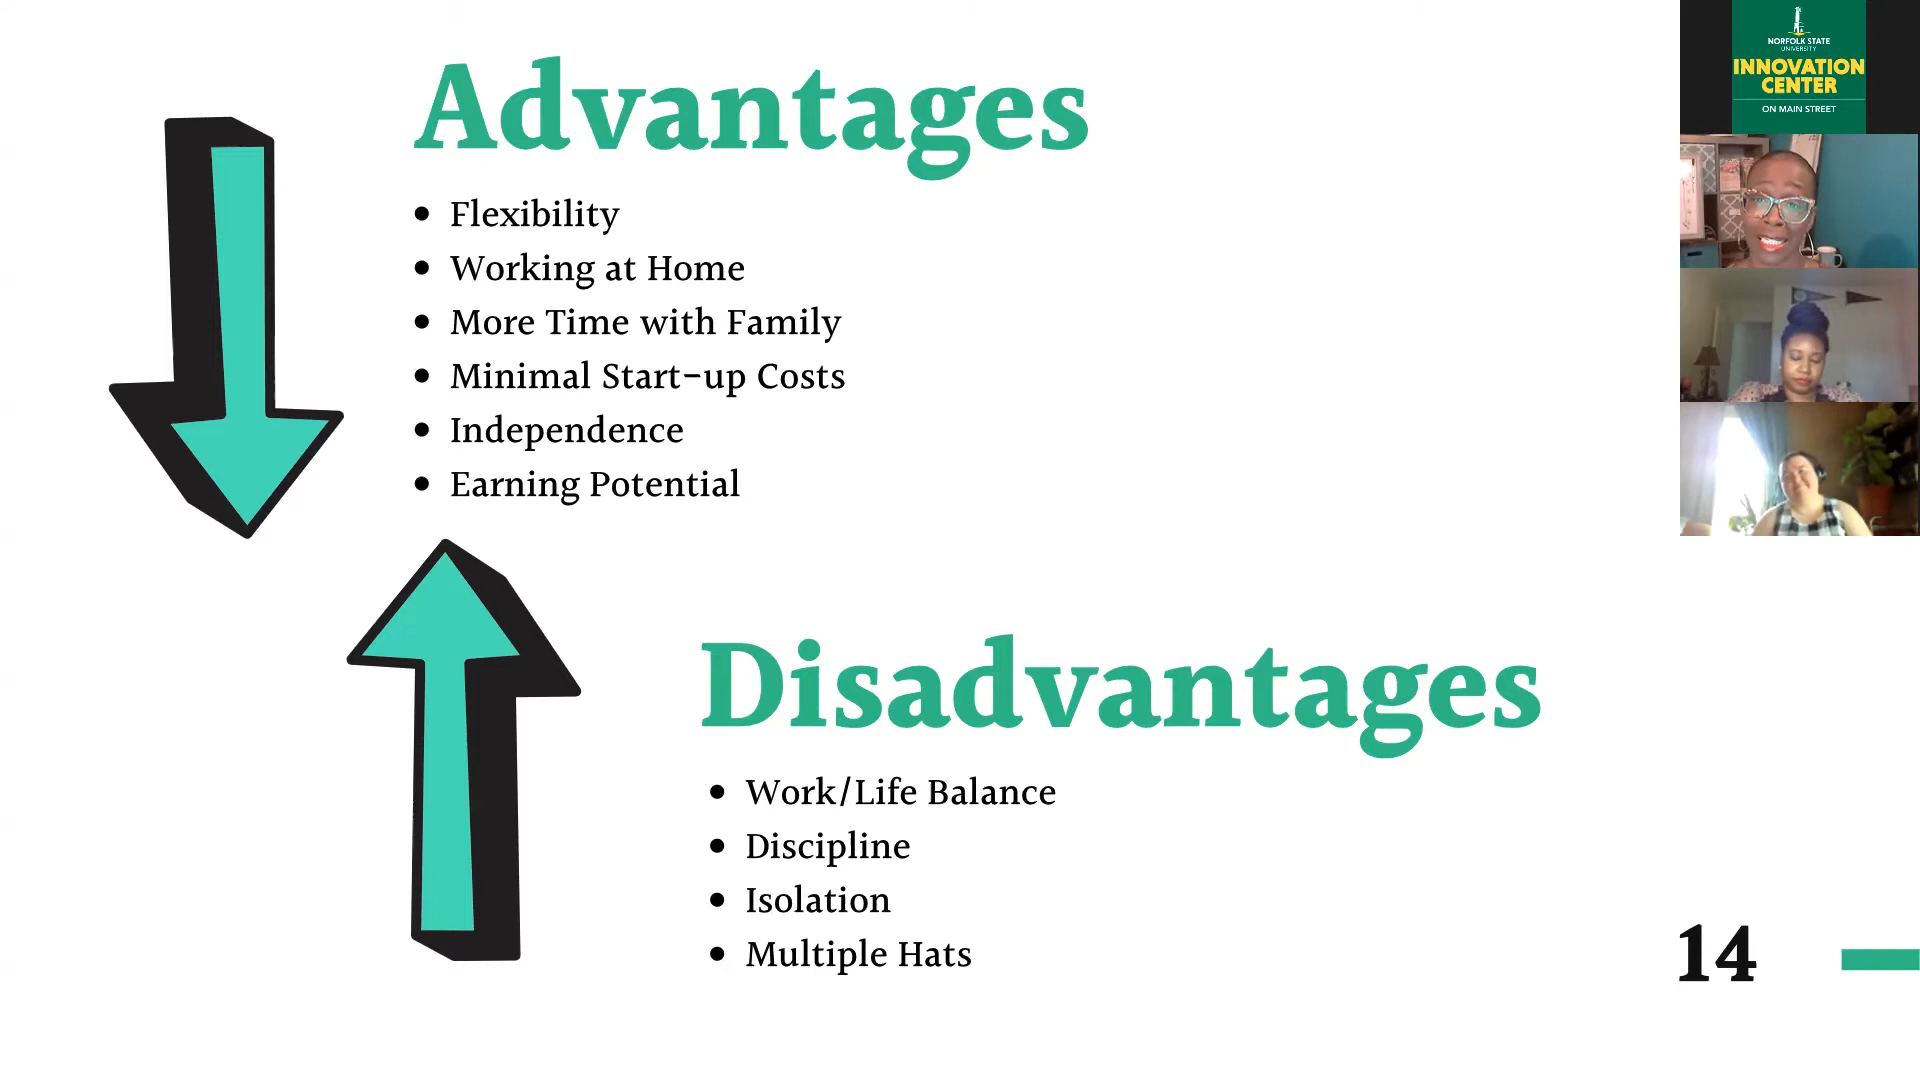 Advantages
Flexibility
Working at Home
More Time with Family
Minimal Start-up Costs
Independence
Earning Potential
Disadvantages
Work/Life Balance
Discipline
Isolation
Multiple Hats
14
NORFOLK STATE
UNIVERSITY
INNOVATION
CENTER
ON MAIN STREET